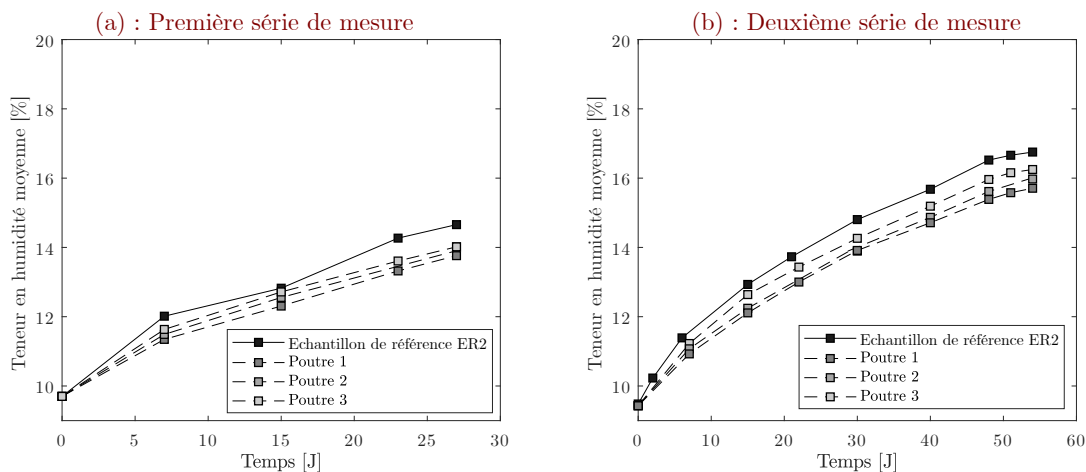 (a) : Première série de mesure
20
18
16
14
12
10
Teneur en humidité moyenne [%]
Echantillon de référence ER2
Poutre 1
Poutre 2
Poutre 3
0 5 10 15 20 25 30
Temps [J]
(b) : Deuxième série de mesure
20
18
16
14
12
10
Teneur en humidité moyenne [%]
Echantillon de référence ER2
Poutre 1
Poutre 2
Poutre 3
0 10 20 30 40 50 60
Temps [J]